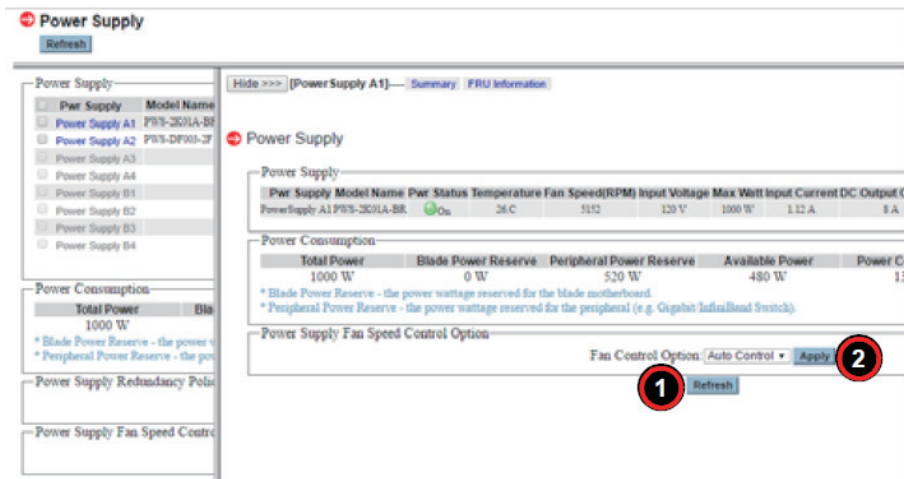 Power Supply
Refresh
Power Supply
Pwr Supply Model Name
Power Supply A1 PWS-2K01A-BR
Power Supply A2 PWS-DF003-2F
Power Supply A3
Power Supply A4
Power Supply B1
Power Supply B2
Power Supply B3
Power Supply B4
Power Consumption
Total Power Bla
1000 W
* Blade Power Reserve - the power w
* Peripheral Power Reserve - the pow
Power Supply Redundancy Polic
Power Supply Fan Speed Contro
Hide >>> [PowerSupply A1] Summary FRU Information
Power Supply
Power Supply
Pwr Supply Model Name Pwr Status Temperature Fan Speed(RPM) Input Voltage Max Watt Input Current DC Output C
PowerSupply A1 PWS-2K01A-BR On 26 C 5152 120 V 1000 W 1.12 A 8 A
Power Consumption
Total Power Blade Power Reserve Peripheral Power Reserve Available Power Power C
1000 W 0 W 520 W 480 W 13
* Blade Power Reserve - the power wattage reserved for the blade motherboard.
* Peripheral Power Reserve - the power wattage reserved for the peripheral (e.g. Gigabit/InfiniBand Switch).
Power Supply Fan Speed Control Option
Fan Control Option: Auto Control Apply 2
1 Refresh